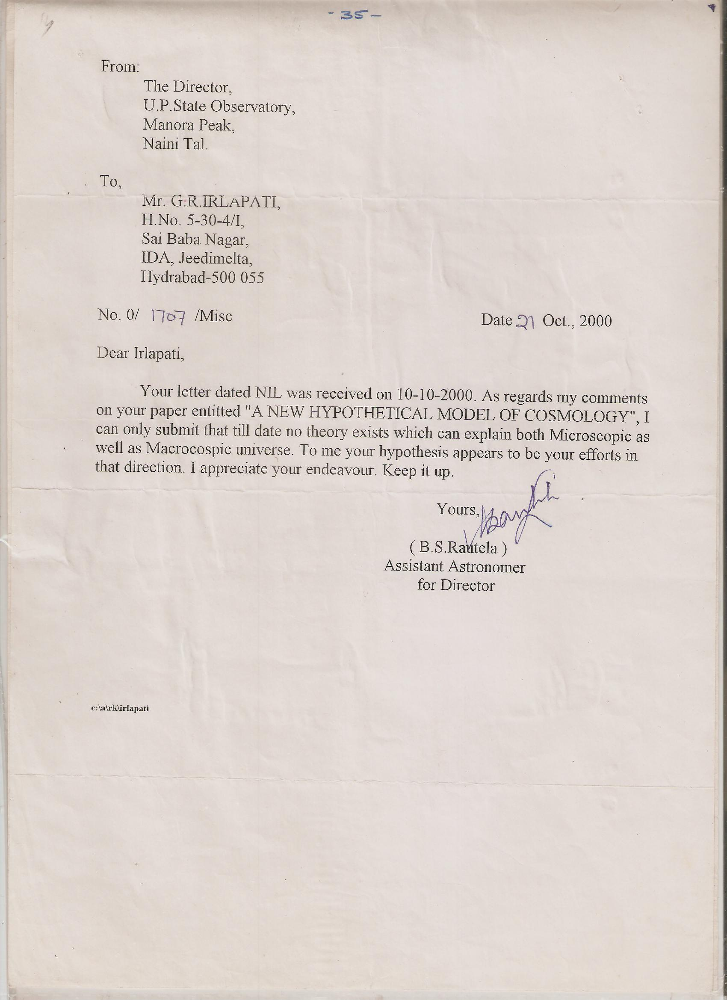 - 35 -
From:
The Director,
U.P.State Observatory,
Manora Peak,
Naini Tal.
To,
Mr. G.R.IRLAPATI,
H.No. 5-30-4/I,
Sai Baba Nagar,
IDA, Jeedimelta,
Hydrabad-500 055
No. 0/ 1707 /Misc
Date 21 Oct., 2000
Dear Irlapati,
Your letter dated NIL was received on 10-10-2000. As regards my comments
on your paper entitted "A NEW HYPOTHETICAL MODEL OF COSMOLOGY", I
can only submit that till date no theory exists which can explain both Microscopic as
well as Macrocospic universe. To me your hypothesis appears to be your efforts in
that direction. I appreciate your endeavour. Keep it up.
Yours,
( B.S.Rautela )
Assistant Astronomer
for Director
c:\a\rk\irlapati